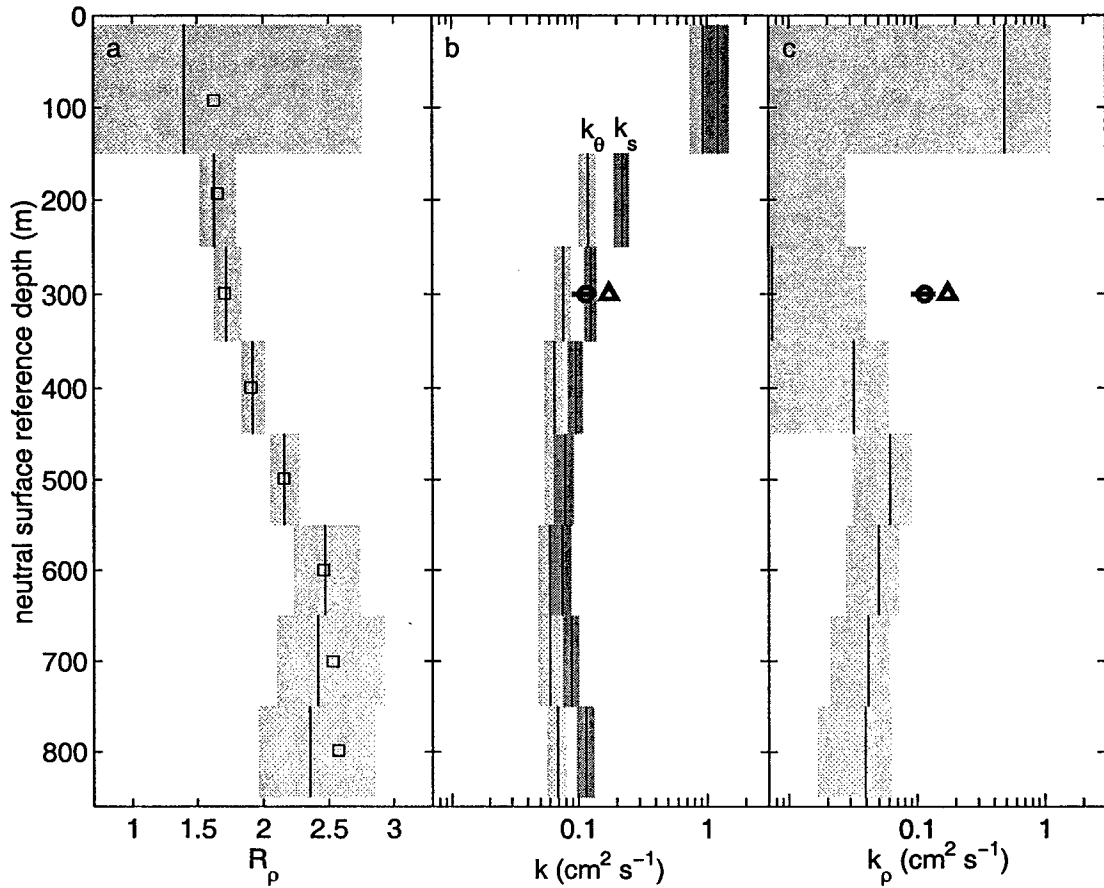 a
b
c
0
100
200
300
400
500
600
700
800
neutral surface reference depth (m)
kθ ks
1 1.5 2 2.5 3
0.1 1
0.1 1
Rρ
k (cm² s⁻¹)
kρ (cm² s⁻¹)